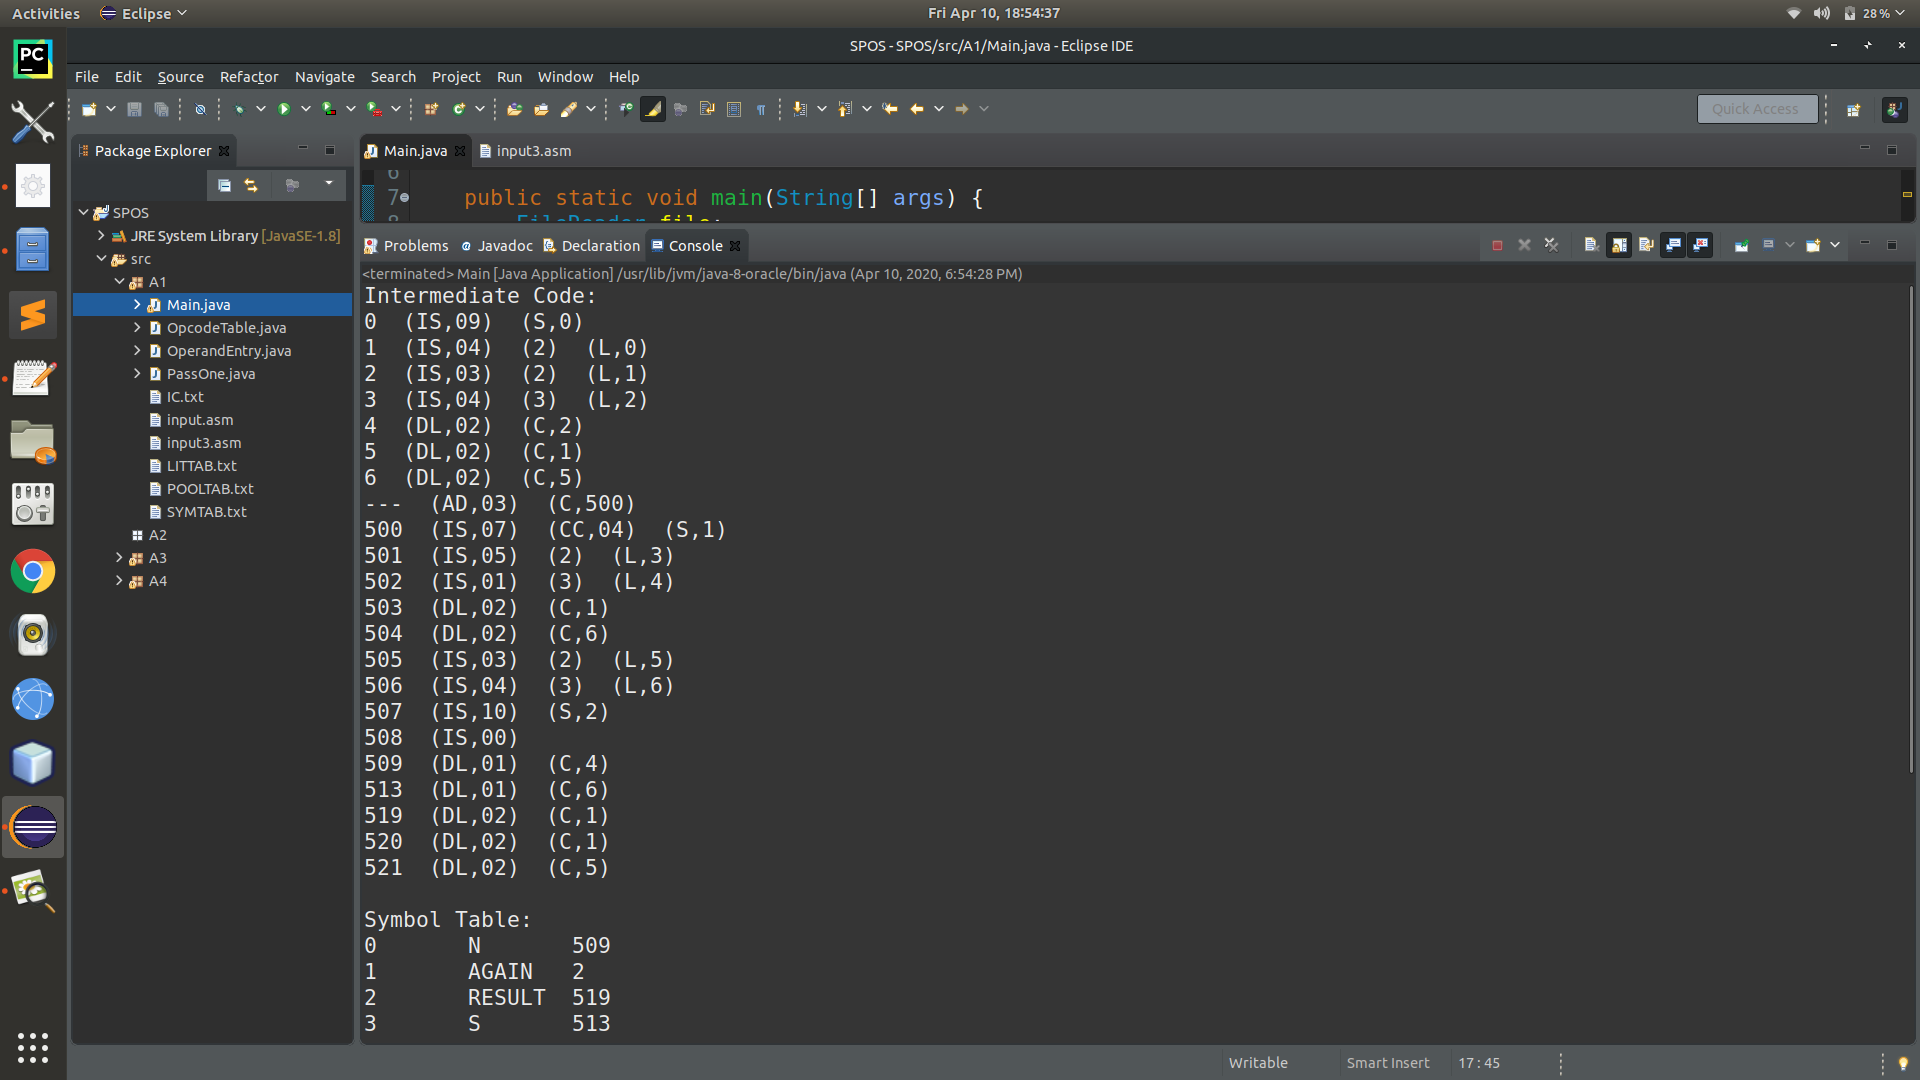 Activities Eclipse Fri Apr 10, 18:54:37 28%
SPOS - SPOS/src/A1/Main.java - Eclipse IDE
File Edit Source Refactor Navigate Search Project Run Window Help
Quick Access
PC
Package Explorer
SPOS
JRE System Library [JavaSE-1.8]
src
A1
Main.java
OpcodeTable.java
OperandEntry.java
PassOne.java
IC.txt
input.asm
input3.asm
LITTAB.txt
POOLTAB.txt
SYMTAB.txt
A2
A3
A4
Main.java input3.asm
6
7 public static void main(String[] args) {
8 FileReader file;
Problems Javadoc Declaration Console
<terminated> Main [Java Application] /usr/lib/jvm/java-8-oracle/bin/java (Apr 10, 2020, 6:54:28 PM)
Intermediate Code:
0 (IS,09) (S,0)
1 (IS,04) (2) (L,0)
2 (IS,03) (2) (L,1)
3 (IS,04) (3) (L,2)
4 (DL,02) (C,2)
5 (DL,02) (C,1)
6 (DL,02) (C,5)
--- (AD,03) (C,500)
500 (IS,07) (CC,04) (S,1)
501 (IS,05) (2) (L,3)
502 (IS,01) (3) (L,4)
503 (DL,02) (C,1)
504 (DL,02) (C,6)
505 (IS,03) (2) (L,5)
506 (IS,04) (3) (L,6)
507 (IS,10) (S,2)
508 (IS,00)
509 (DL,01) (C,4)
513 (DL,01) (C,6)
519 (DL,02) (C,1)
520 (DL,02) (C,1)
521 (DL,02) (C,5)
Symbol Table:
0 N 509
1 AGAIN 2
2 RESULT 519
3 S 513
Writable Smart Insert 17 : 45